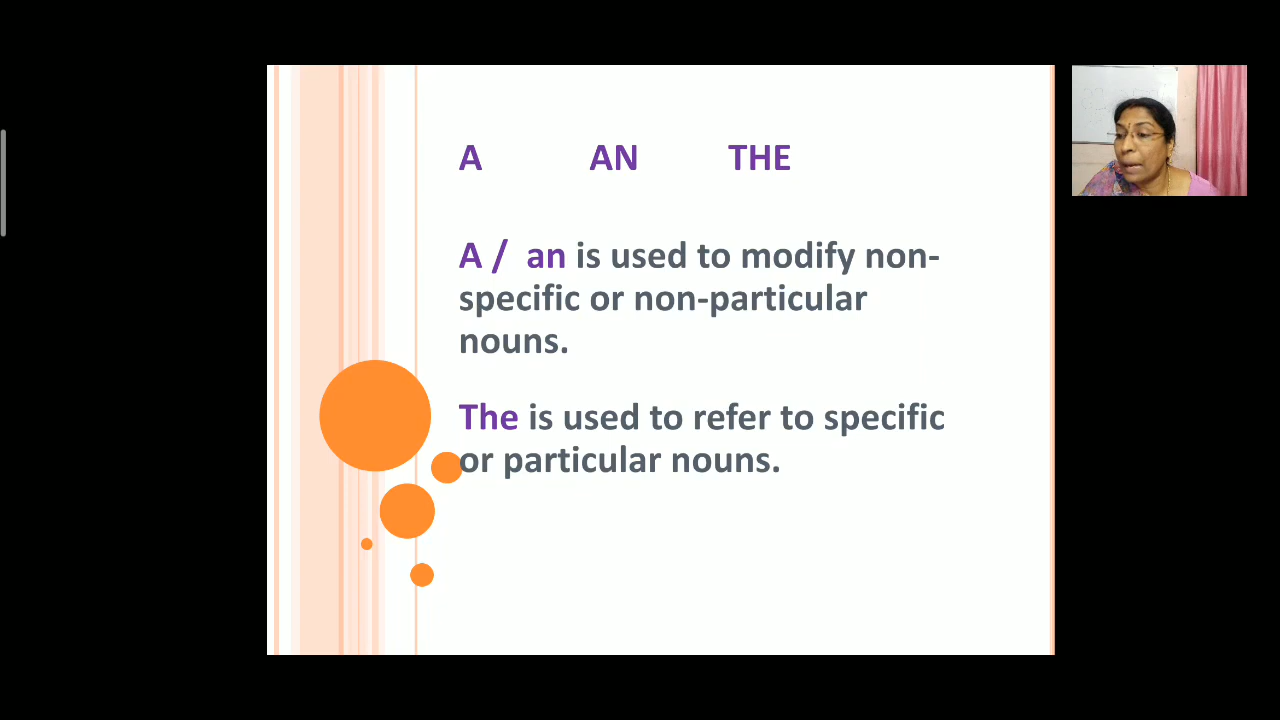 A AN THE
A / an is used to modify non-
specific or non-particular
nouns.
The is used to refer to specific
or particular nouns.